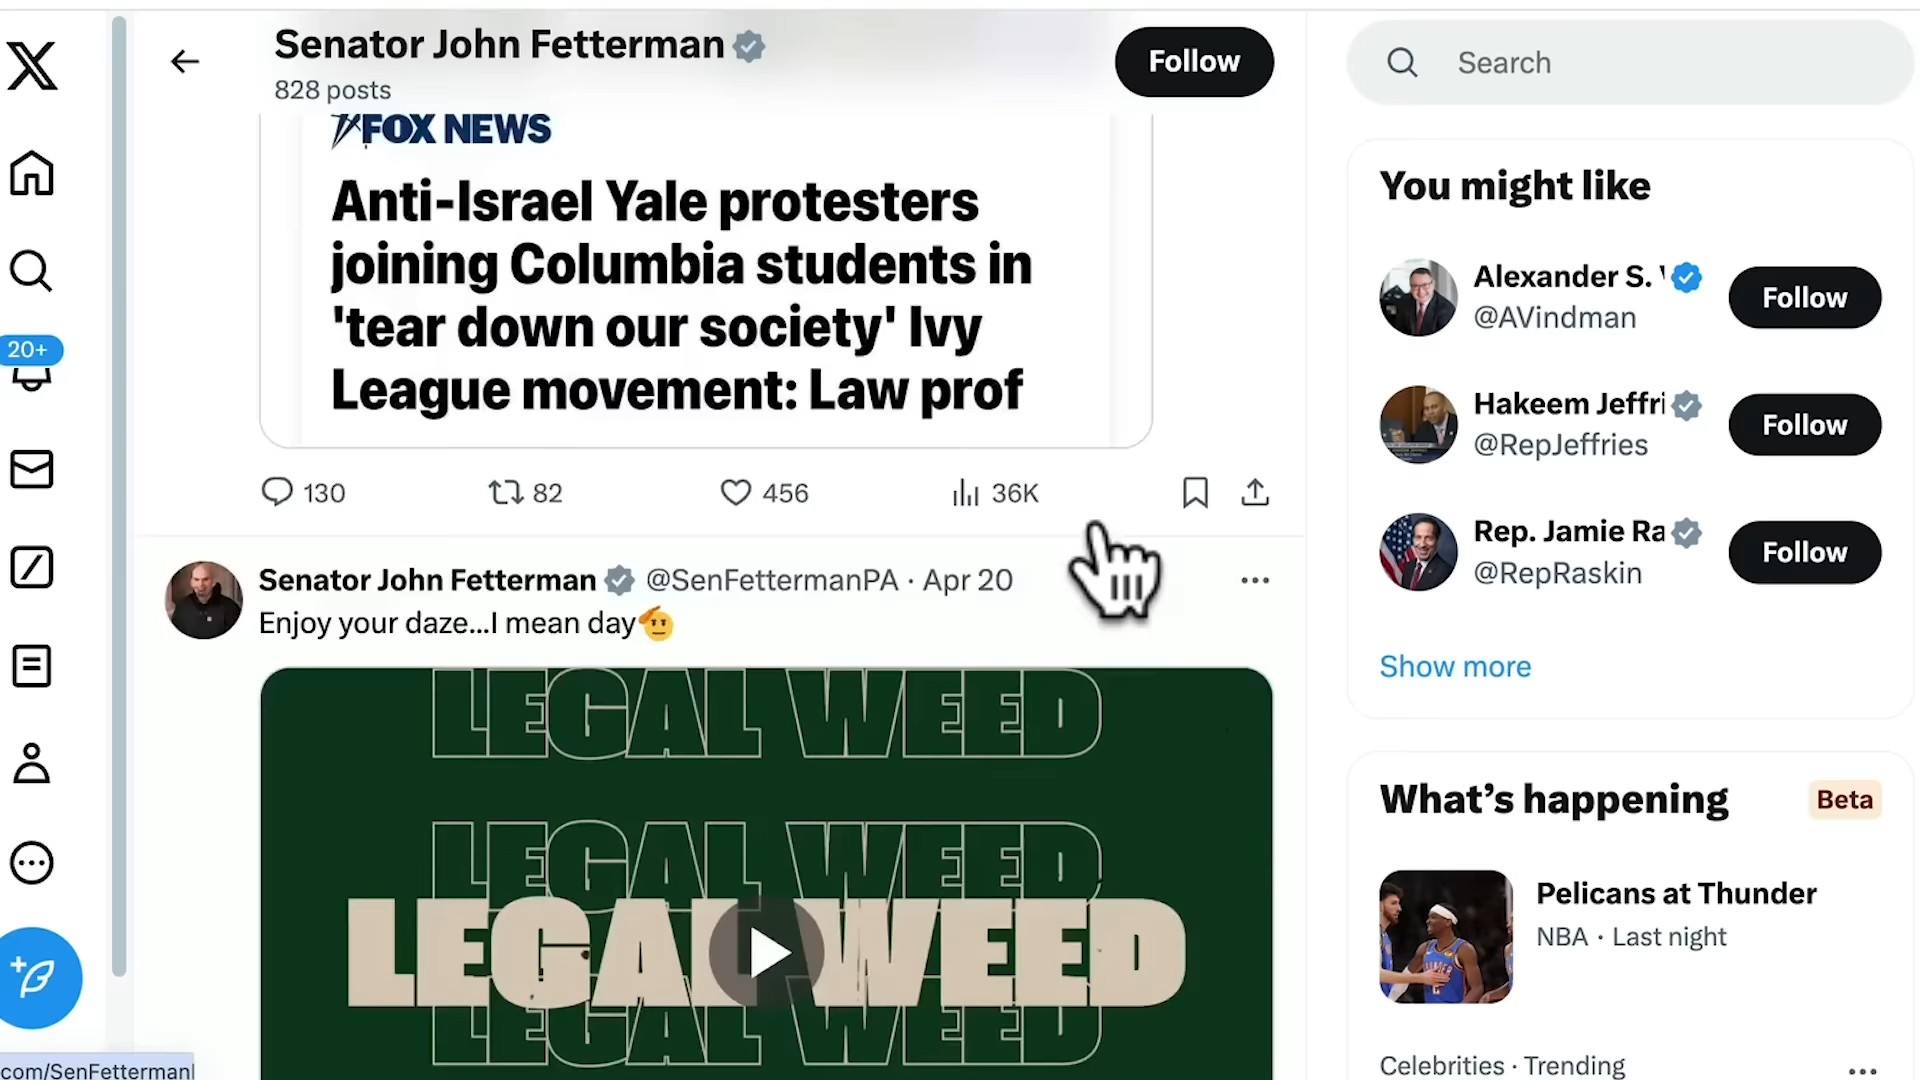 Senator John Fetterman
828 posts
Follow
Search
FOX NEWS
Anti-Israel Yale protesters
joining Columbia students in
'tear down our society' Ivy
League movement: Law prof
130
82
456
36K
20+
Senator John Fetterman @SenFettermanPA · Apr 20
Enjoy your daze...I mean day
LEGAL WEED
LEGAL WEED
LEGAL WEED
LEGAL WEED
You might like
Alexander S.
@AVindman
Follow
Hakeem Jeffri
@RepJeffries
Follow
Rep. Jamie Ra
@RepRaskin
Follow
Show more
What's happening
Beta
Pelicans at Thunder
NBA · Last night
Celebrities · Trending
com/SenFetterman